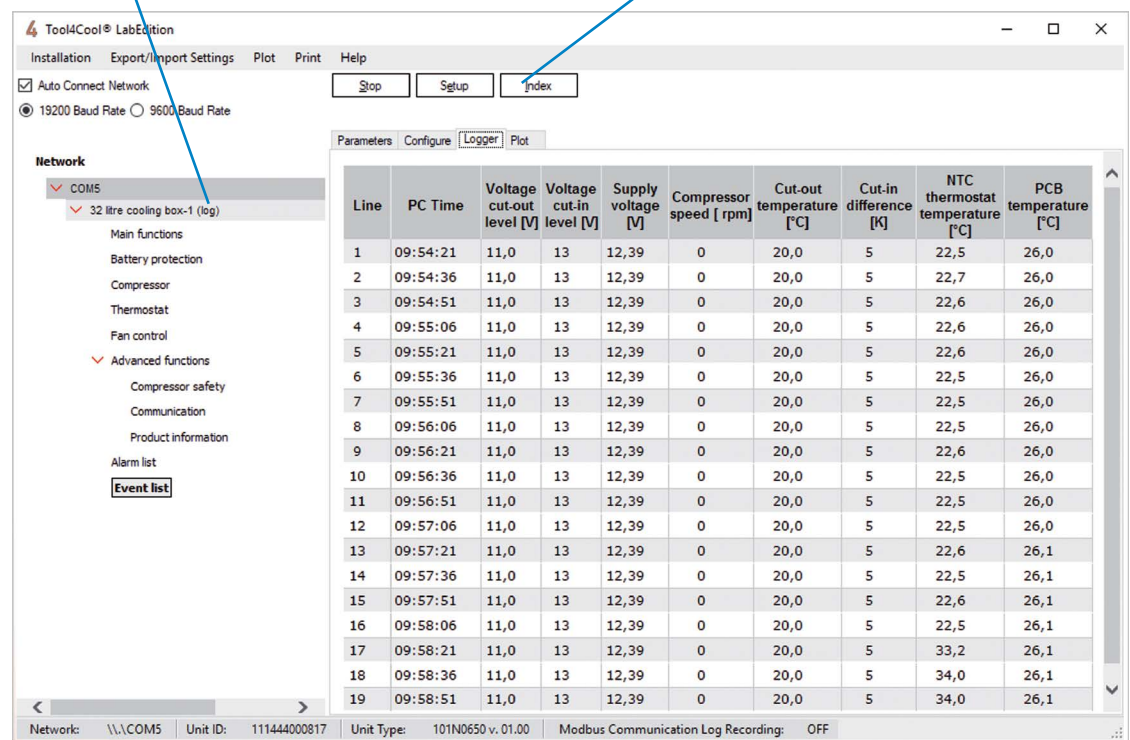 Tool4Cool® LabEdition
Installation Export/Import Settings Plot Print Help
Auto Connect Network
Stop Setup Index
19200 Baud Rate 9600 Baud Rate
Parameters Configure Logger Plot
Network
COM5
32 litre cooling box-1 (log)
Main functions
Battery protection
Compressor
Thermostat
Fan control
Advanced functions
Compressor safety
Communication
Product information
Alarm list
Event list
Line PC Time Voltage cut-out level [V] Voltage cut-in level [V] Supply voltage [V] Compressor speed [ rpm] Cut-out temperature [°C] Cut-in difference [K] NTC thermostat temperature [°C] PCB temperature [°C]
1 09:54:21 11,0 13 12,39 0 20,0 5 22,5 26,0
2 09:54:36 11,0 13 12,39 0 20,0 5 22,7 26,0
3 09:54:51 11,0 13 12,39 0 20,0 5 22,6 26,0
4 09:55:06 11,0 13 12,39 0 20,0 5 22,6 26,0
5 09:55:21 11,0 13 12,39 0 20,0 5 22,6 26,0
6 09:55:36 11,0 13 12,39 0 20,0 5 22,5 26,0
7 09:55:51 11,0 13 12,39 0 20,0 5 22,5 26,0
8 09:56:06 11,0 13 12,39 0 20,0 5 22,5 26,0
9 09:56:21 11,0 13 12,39 0 20,0 5 22,6 26,0
10 09:56:36 11,0 13 12,39 0 20,0 5 22,5 26,0
11 09:56:51 11,0 13 12,39 0 20,0 5 22,5 26,0
12 09:57:06 11,0 13 12,39 0 20,0 5 22,5 26,0
13 09:57:21 11,0 13 12,39 0 20,0 5 22,6 26,1
14 09:57:36 11,0 13 12,39 0 20,0 5 22,5 26,1
15 09:57:51 11,0 13 12,39 0 20,0 5 22,6 26,1
16 09:58:06 11,0 13 12,39 0 20,0 5 22,5 26,1
17 09:58:21 11,0 13 12,39 0 20,0 5 33,2 26,1
18 09:58:36 11,0 13 12,39 0 20,0 5 34,0 26,1
19 09:58:51 11,0 13 12,39 0 20,0 5 34,0 26,1
Network: \\.\COM5 Unit ID: 111444000817 Unit Type: 101N0650 v. 01.00 Modbus Communication Log Recording: OFF